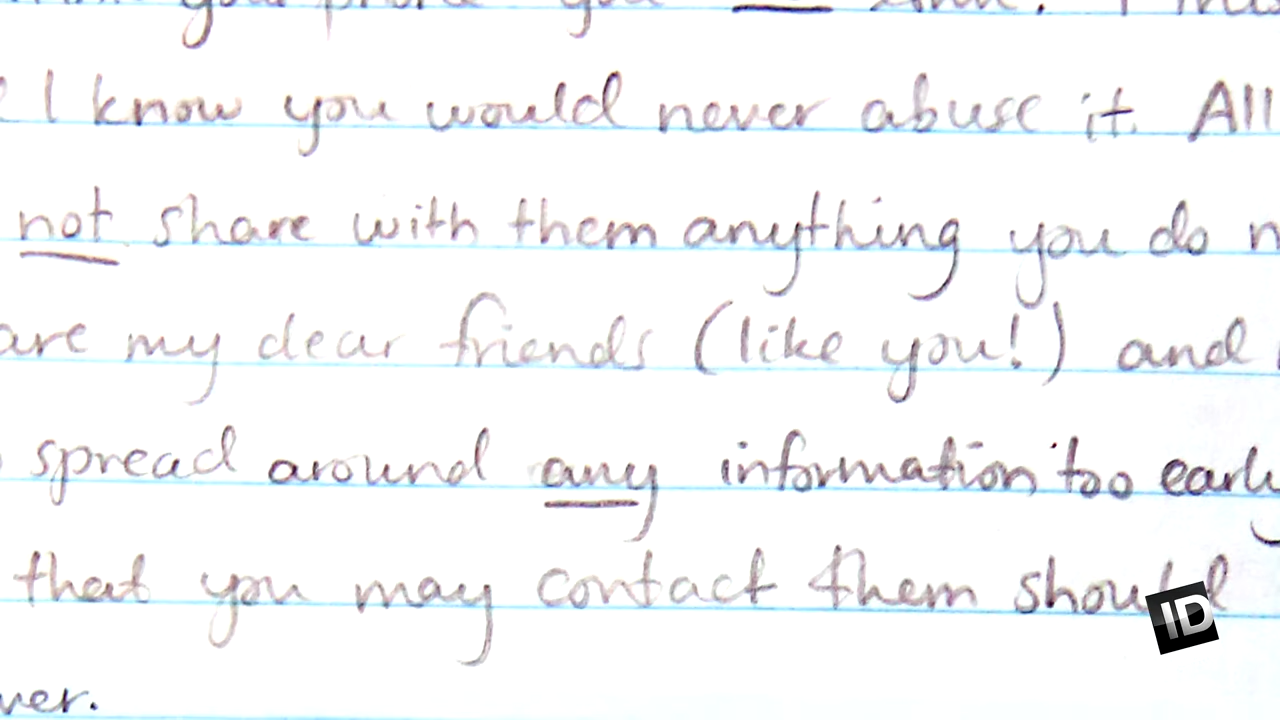 I know you would never abuse it. All
not share with them anything you do
are my dear friends (like you!) and
spread around any information too early
that you may contact them should
ID